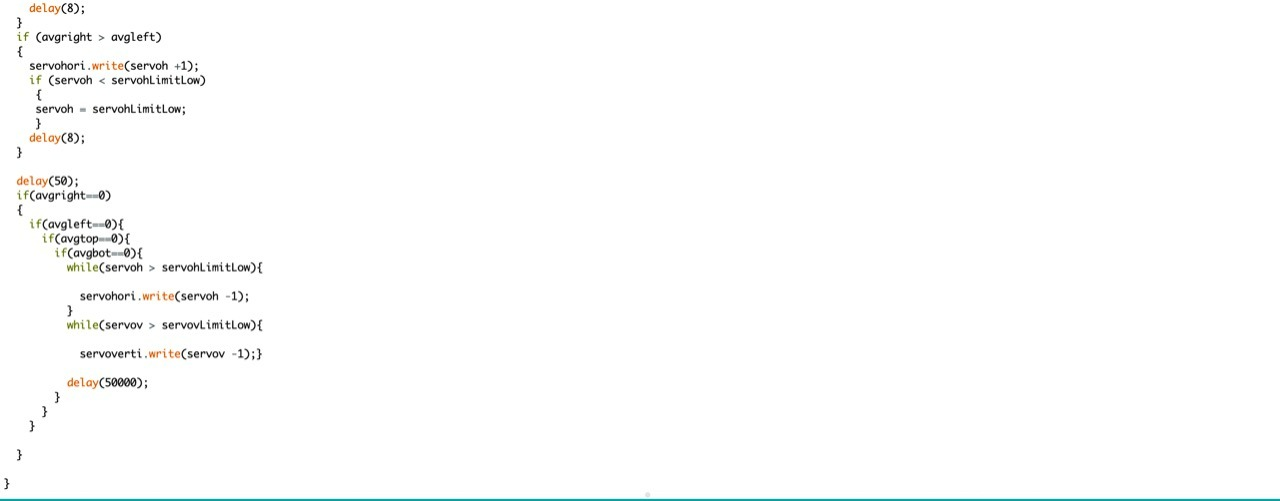 delay(8);
}
if (avgright > avgleft)
{
servohori.write(servoh +1);
if (servoh < servohLimitLow)
{
servoh = servohLimitLow;
}
delay(8);
}
delay(50);
if(avgright==0)
{
if(avgleft==0){
if(avgtop==0){
if(avgbot==0){
while(servoh > servohLimitLow){
servohori.write(servoh -1);
}
while(servov > servovLimitLow){
servoverti.write(servov -1);}
delay(50000);
}
}
}
}
}